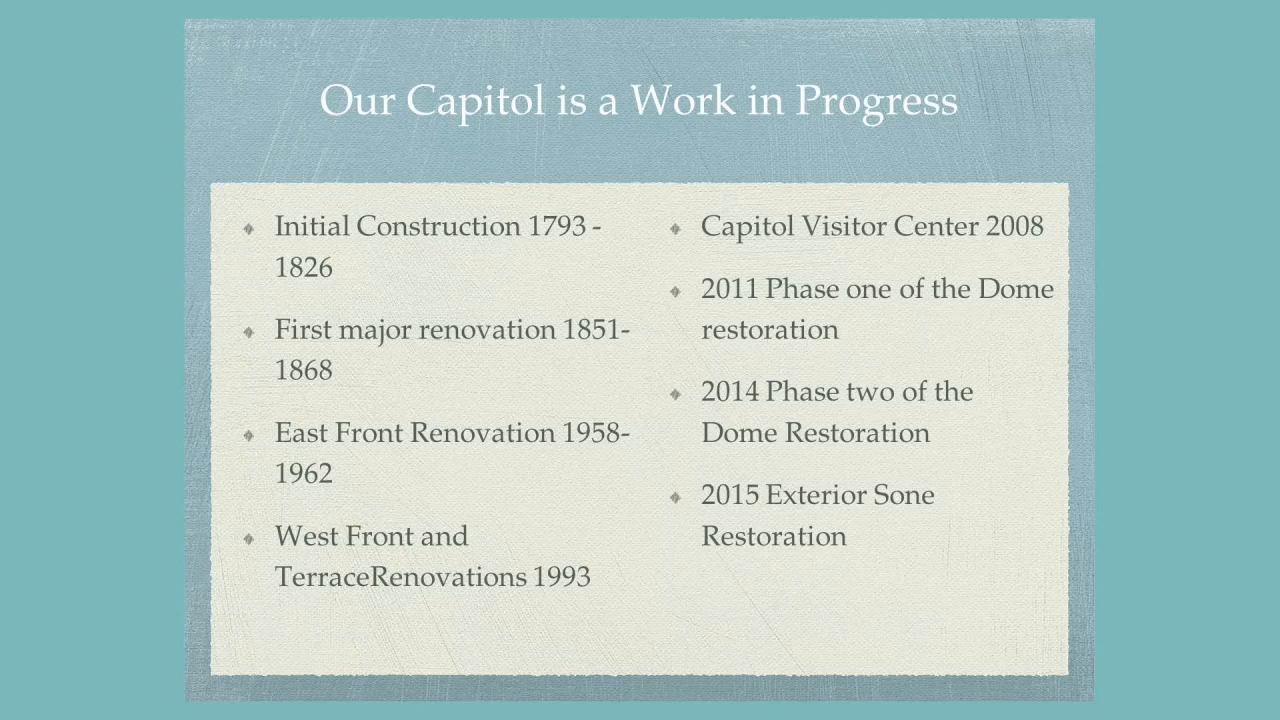 Our Capitol is a Work in Progress
Initial Construction 1793 -
1826
First major renovation 1851-
1868
East Front Renovation 1958-
1962
West Front and
TerraceRenovations 1993
Capitol Visitor Center 2008
2011 Phase one of the Dome
restoration
2014 Phase two of the
Dome Restoration
2015 Exterior Sone
Restoration